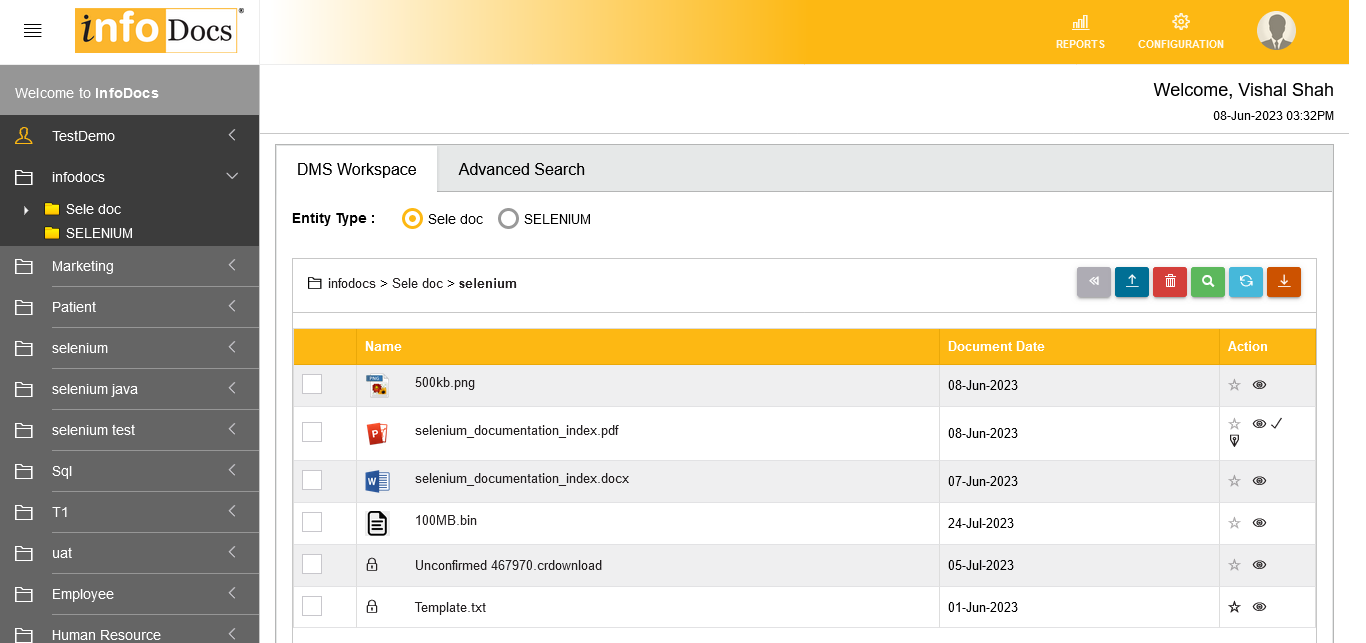 info Docs®
REPORTS
CONFIGURATION
Welcome to InfoDocs
Welcome, Vishal Shah
08-Jun-2023 03:32PM
TestDemo
infodocs
Sele doc
SELENIUM
Marketing
Patient
selenium
selenium java
selenium test
Sql
T1
uat
Employee
Human Resource
DMS Workspace
Advanced Search
Entity Type : Sele doc SELENIUM
infodocs > Sele doc > selenium
Name Document Date Action
PNG 500kb.png 08-Jun-2023
P selenium_documentation_index.pdf 08-Jun-2023
W selenium_documentation_index.docx 07-Jun-2023
100MB.bin 24-Jul-2023
Unconfirmed 467970.crdownload 05-Jul-2023
Template.txt 01-Jun-2023